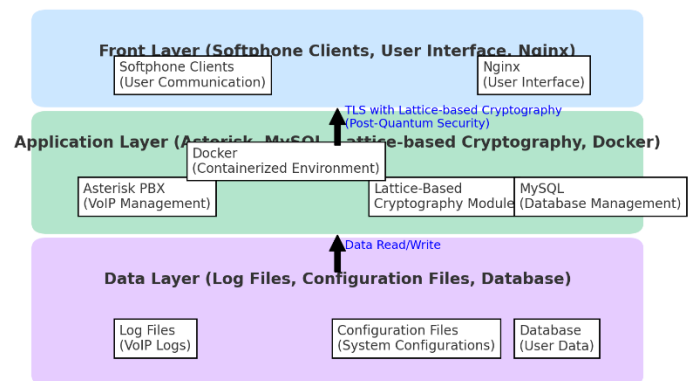 Front Layer (Softphone Clients, User Interface, Nginx)
Softphone Clients
(User Communication)
Nginx
(User Interface)
TLS with Lattice-based Cryptography
(Post-Quantum Security)
Application Layer (Asterisk, MySQL, Lattice-based Cryptography, Docker)
Docker
(Containerized Environment)
Asterisk PBX
(VoIP Management)
Lattice-Based
Cryptography Module
MySQL
(Database Management)
Data Read/Write
Data Layer (Log Files, Configuration Files, Database)
Log Files
(VoIP Logs)
Configuration Files
(System Configurations)
Database
(User Data)